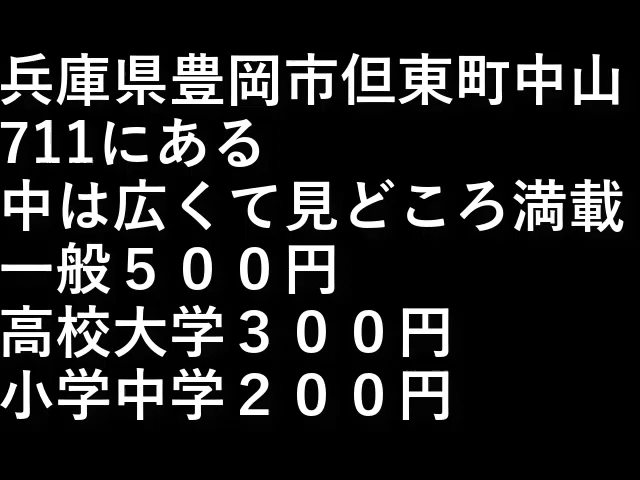 兵庫県豊岡市但東町中山
711にある
中は広くて見どころ満載
一般５００円
高校大学３００円
小学中学２００円